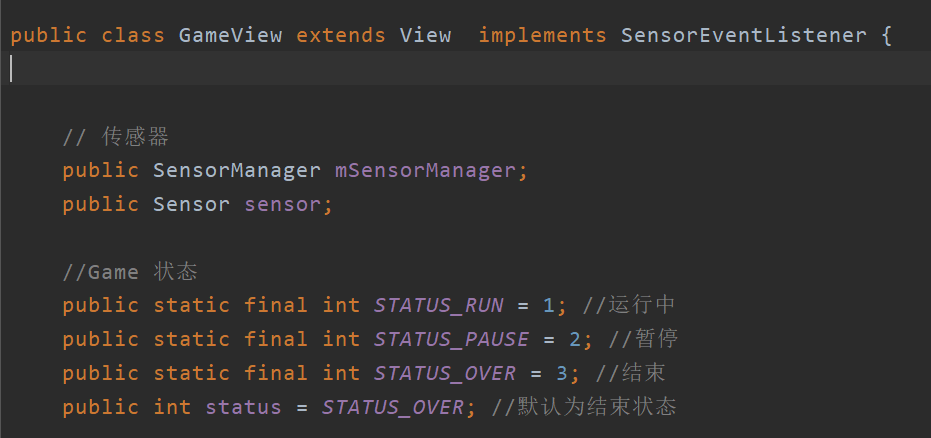 public class GameView extends View  implements SensorEventListener {
// 传感器
public SensorManager mSensorManager;
public Sensor sensor;
//Game 状态
public static final int STATUS_RUN = 1; //运行中
public static final int STATUS_PAUSE = 2; //暂停
public static final int STATUS_OVER = 3; //结束
public int status = STATUS_OVER; //默认为结束状态